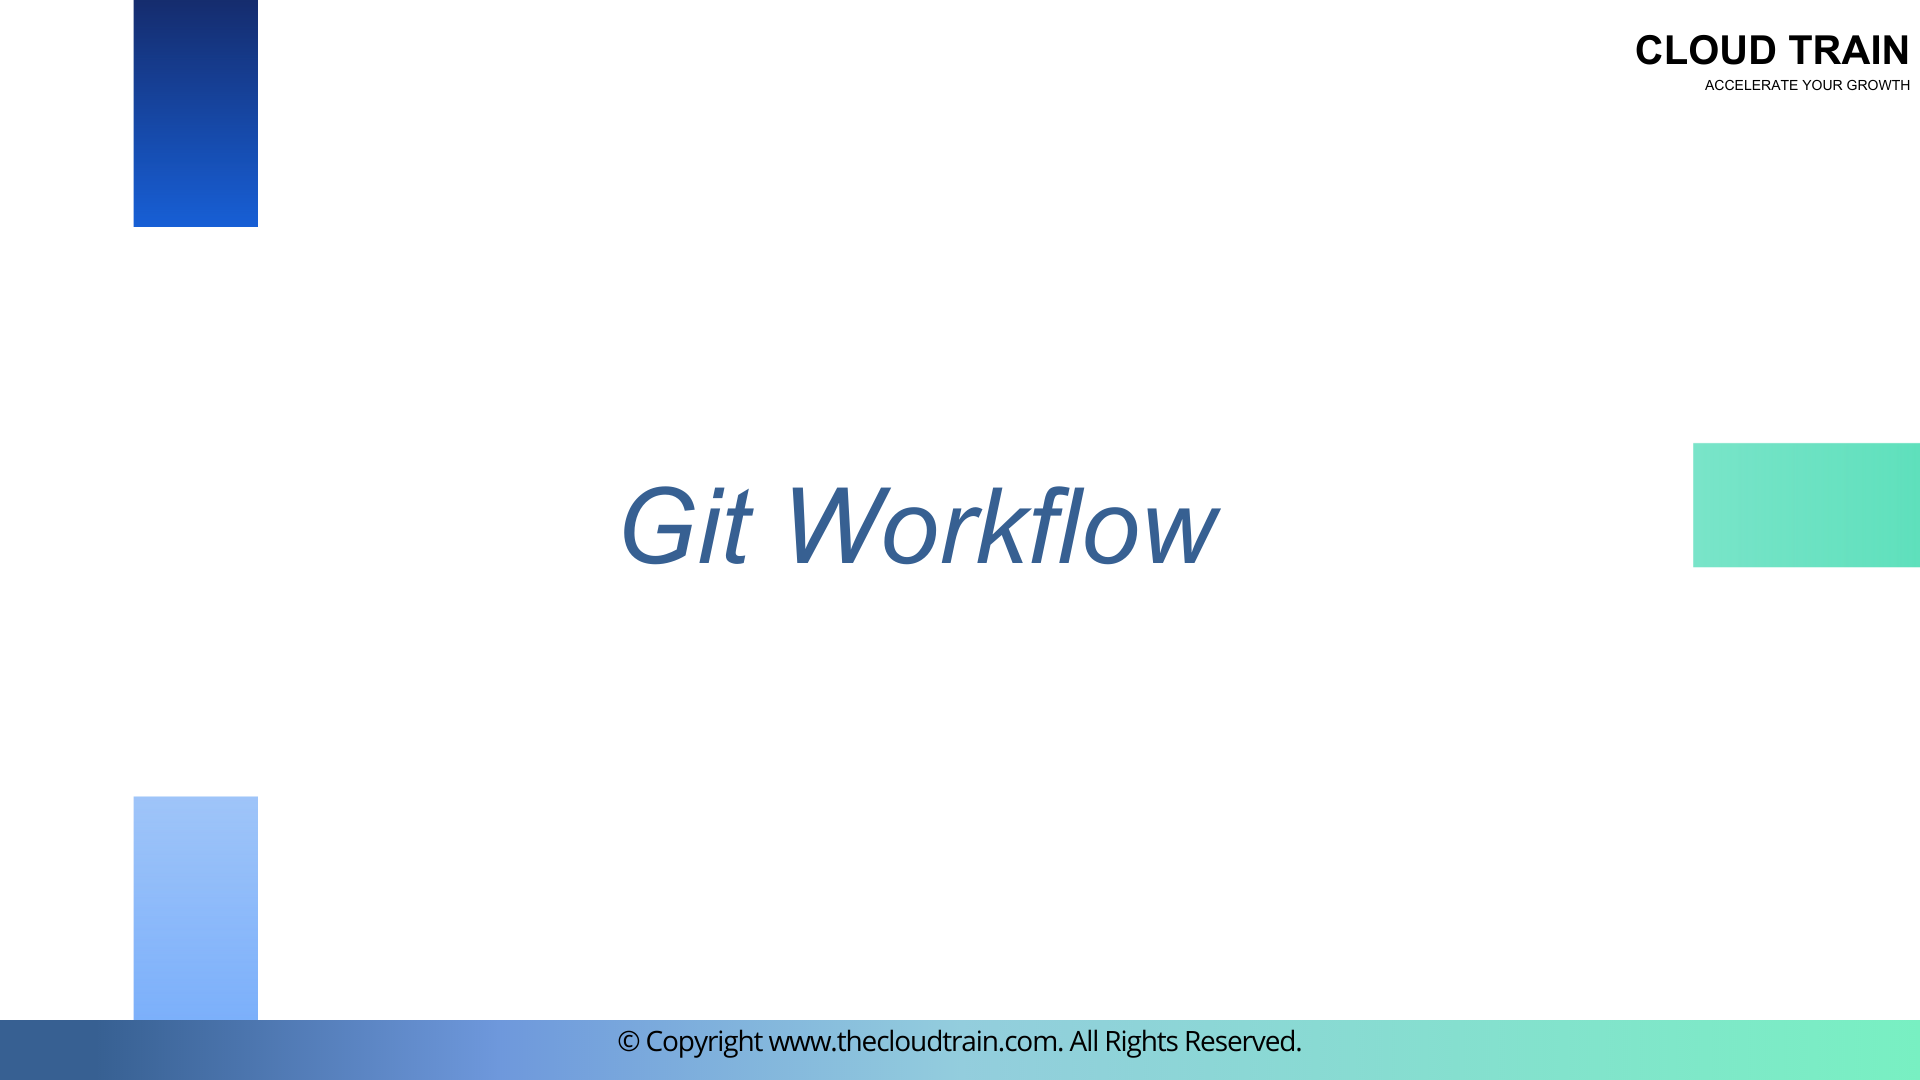 CLOUD TRAIN
ACCELERATE YOUR GROWTH
Git Workflow
© Copyright www.thecloudtrain.com. All Rights Reserved.